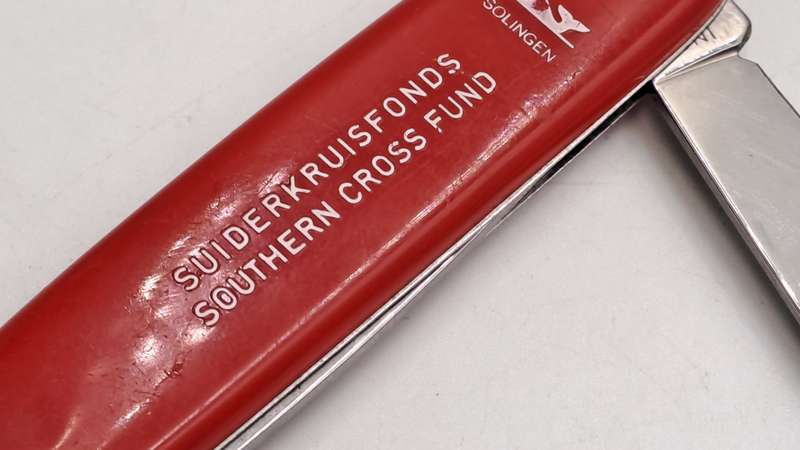 SOLINGEN
SUIDERKRUISFONDS
SOUTHERN CROSS FUND